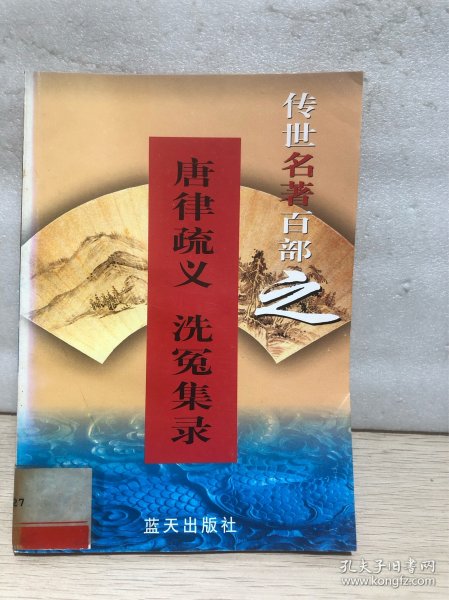 传世名著百部之
唐律疏义 洗冤集录
27
蓝天出版社
孔夫子旧书网
www.kongfz.com